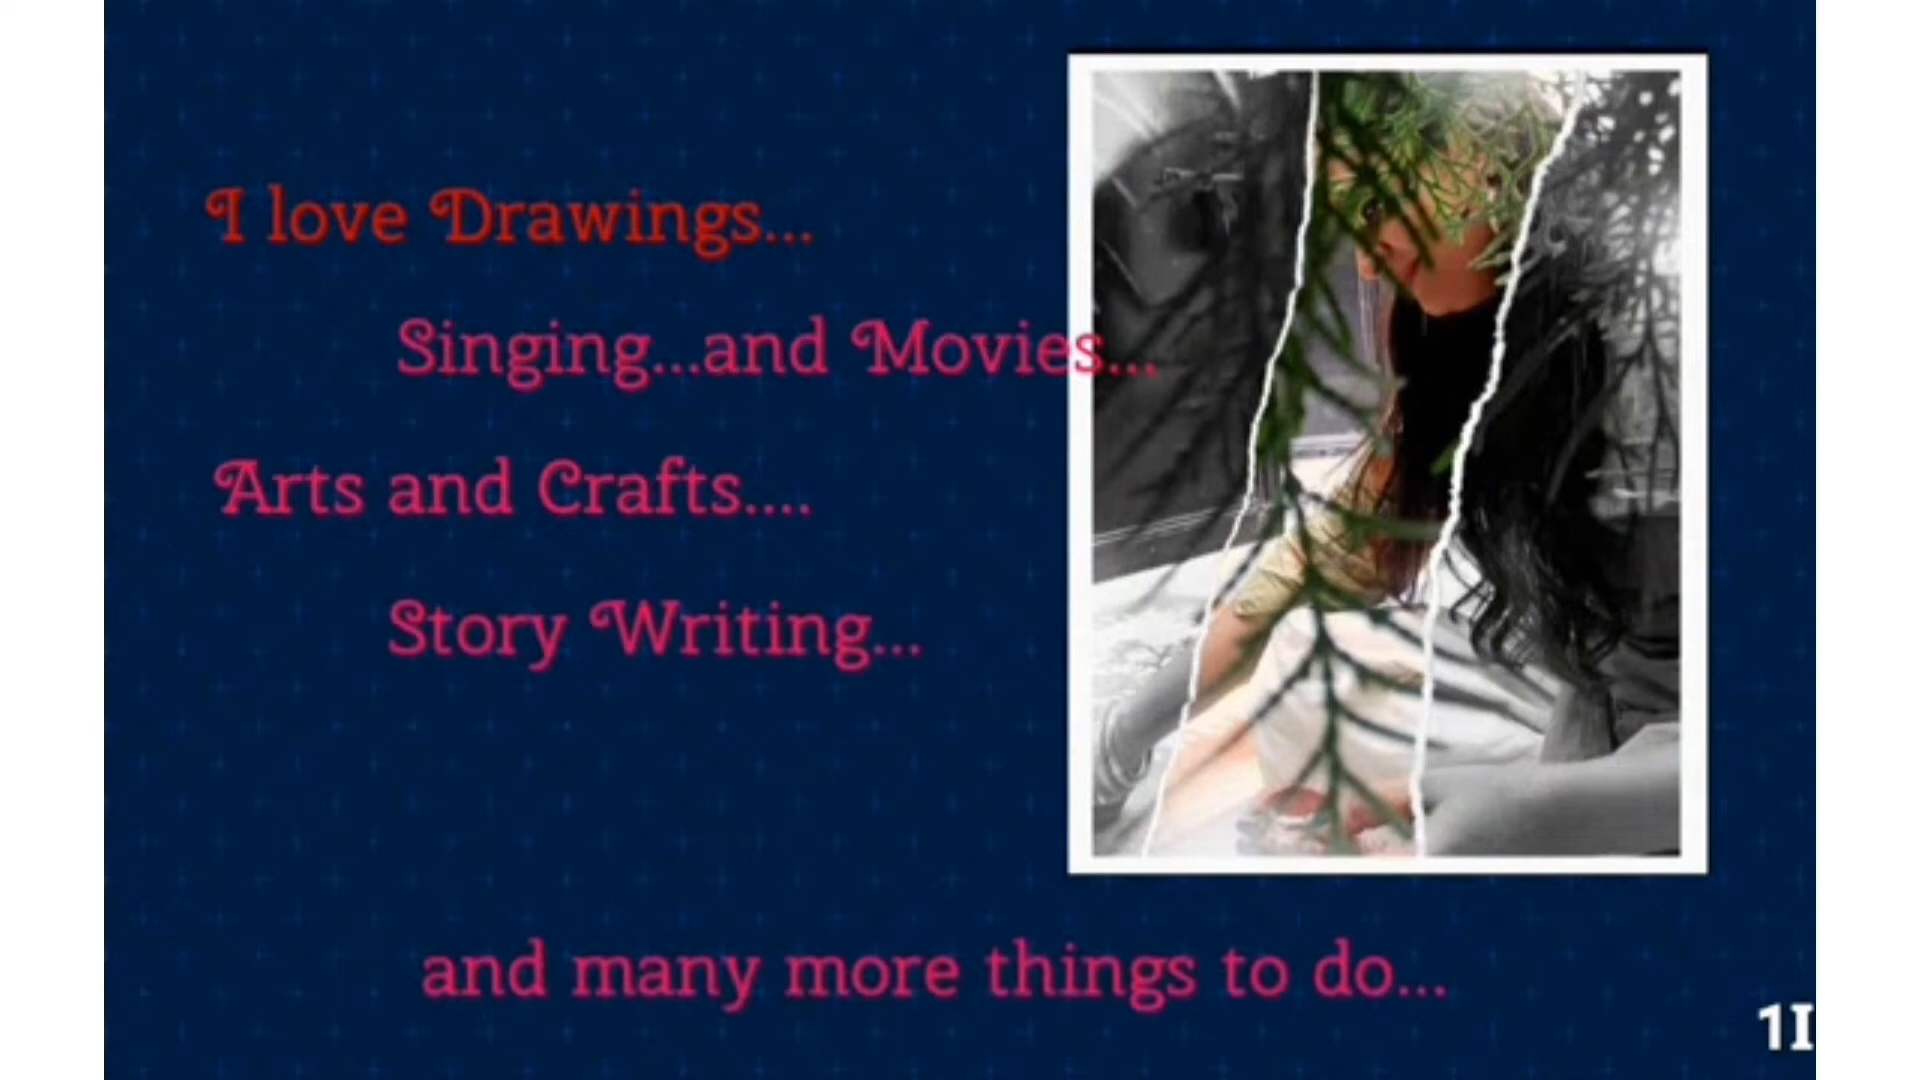 I love Drawings...
Singing...and Movies...
Arts and Crafts....
Story Writing...
and many more things to do...
1I